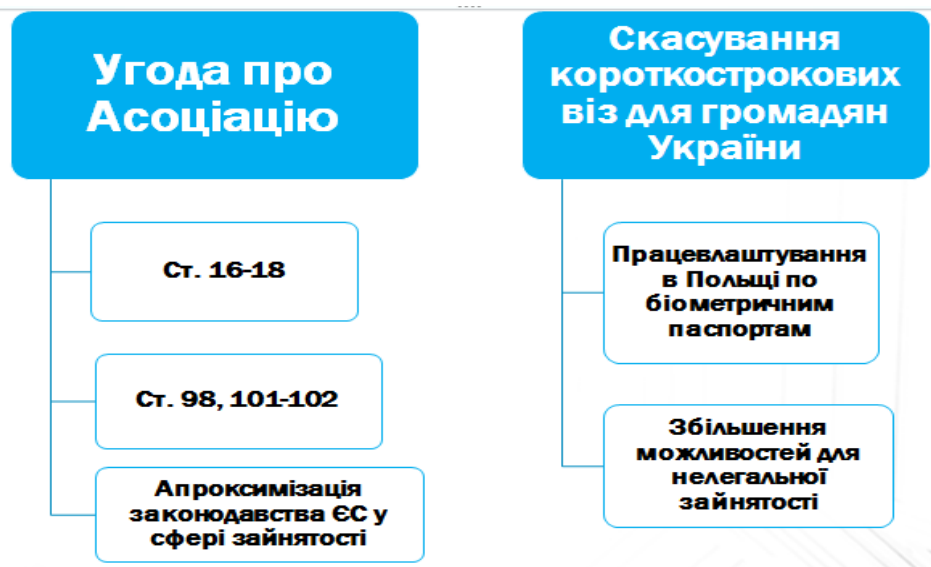 Угода про
Асоціацію
Ст. 16-18
Ст. 98, 101-102
Апроксимізація
законодавства ЄС у
сфері зайнятості
Скасування
короткострокових
віз для громадян
України
Працевлаштування
в Польщі по
біометричним
паспортам
Збільшення
можливостей для
нелегальної
зайнятості